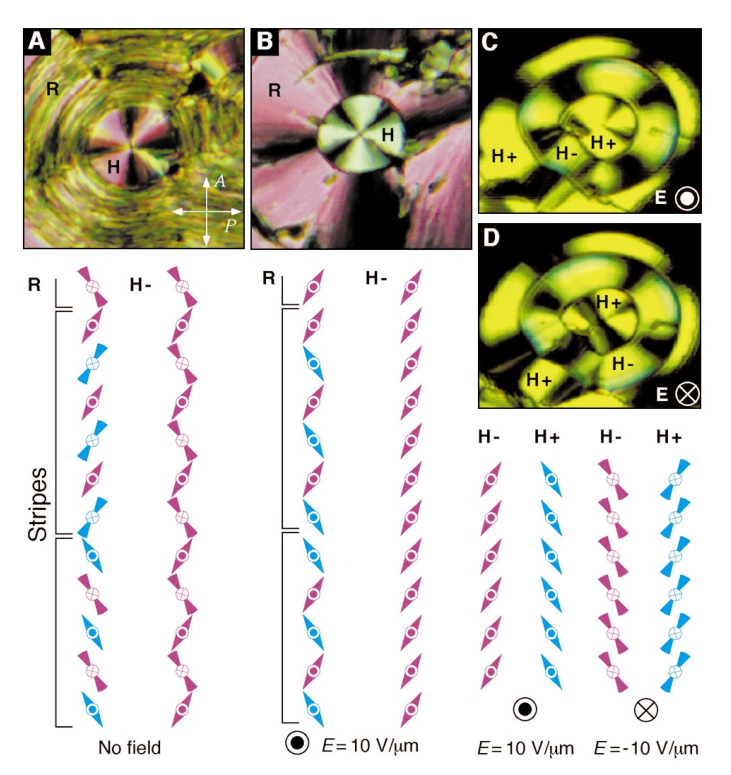 A
R
H
A
P
B
R
H
C
H+
H-
H+
E
D
H+
H-
H+
E
R H-
Stripes
No field
R H-
E = 10 V/μm
H- H+ H- H+
E = 10 V/μm E = -10 V/μm